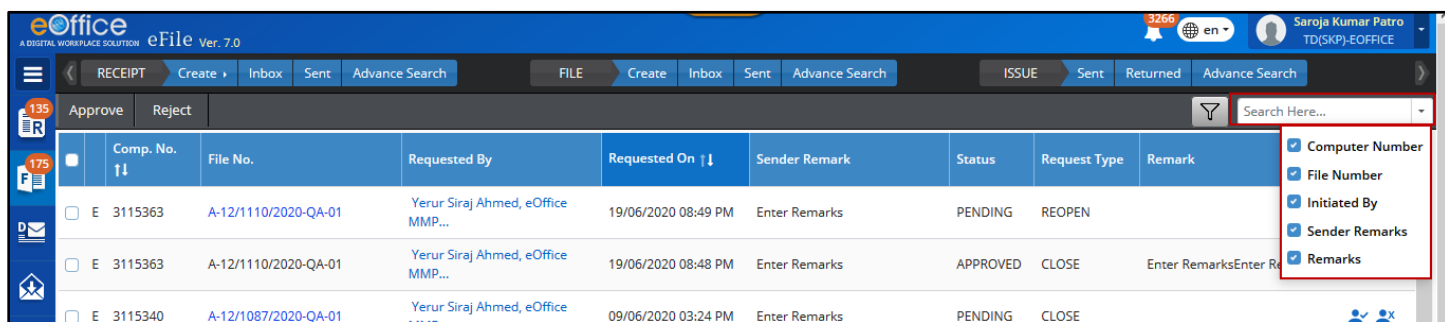 eOffice
A DIGITAL WORKPLACE SOLUTION eFile Ver. 7.0
3266
en
Saroja Kumar Patro
TD(SKP)-EOFFICE
RECEIPT Create Inbox Sent Advance Search FILE Create Inbox Sent Advance Search ISSUE Sent Returned Advance Search
135
R
Approve Reject Search Here...
175
F
D
Comp. No. File No. Requested By Requested On Sender Remark Status Request Type Remark
Computer Number
File Number
Initiated By
Sender Remarks
Remarks
E 3115363 A-12/1110/2020-QA-01 Yerur Siraj Ahmed, eOffice MMP... 19/06/2020 08:49 PM Enter Remarks PENDING REOPEN
E 3115363 A-12/1110/2020-QA-01 Yerur Siraj Ahmed, eOffice MMP... 19/06/2020 08:48 PM Enter Remarks APPROVED CLOSE Enter RemarksEnter Re
E 3115340 A-12/1087/2020-QA-01 Yerur Siraj Ahmed, eOffice 09/06/2020 03:24 PM Enter Remarks PENDING CLOSE